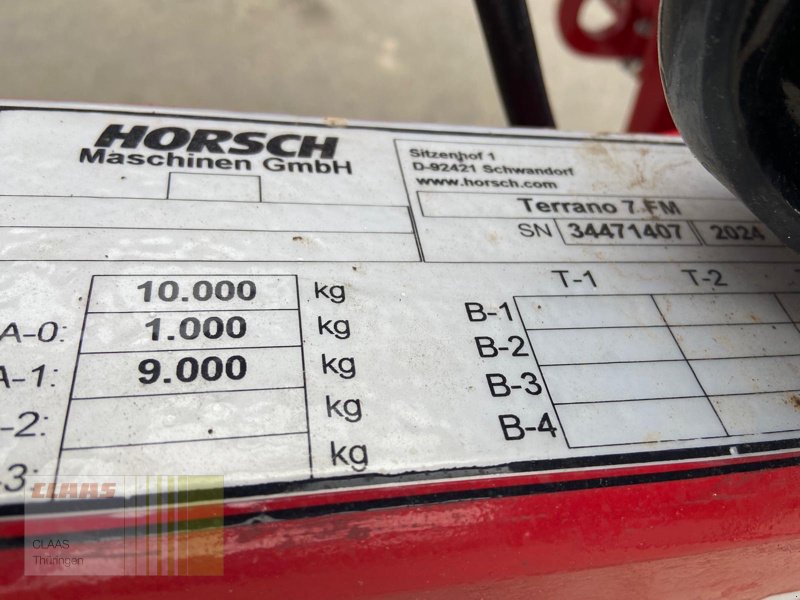 HORSCH
Maschinen GmbH
Sitzenhof 1
D-92421 Schwandorf
www.horsch.com
Terrano 7 FM
SN 34471407 2024
T-1 T-2
10.000 kg
A-0: 1.000 kg
A-1: 9.000 kg
-2: kg
-3: kg
B-1
B-2
B-3
B-4
CLAAS
CLAAS
Thüringen